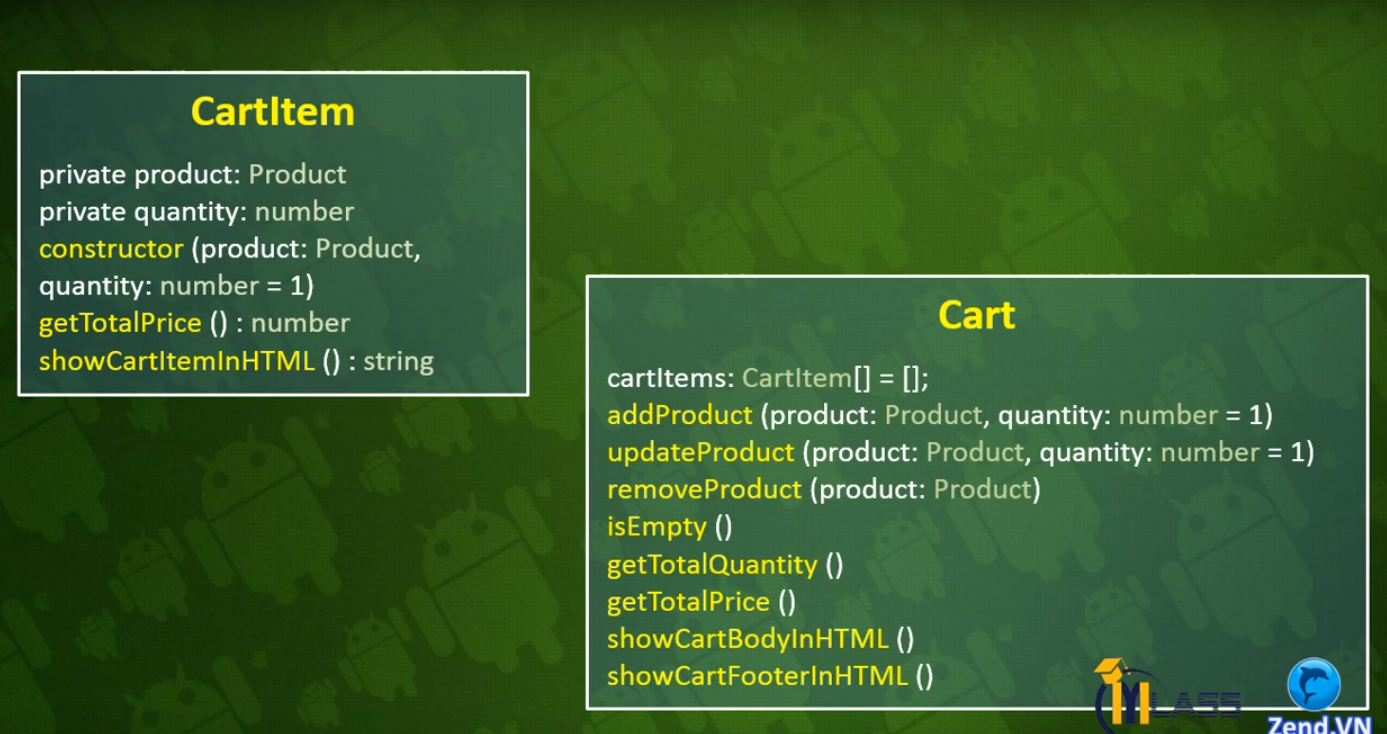 CartItem
private product: Product
private quantity: number
constructor (product: Product,
quantity: number = 1)
getTotalPrice () : number
showCartItemInHTML () : string
Cart
cartItems: CartItem[] = [];
addProduct (product: Product, quantity: number = 1)
updateProduct (product: Product, quantity: number = 1)
removeProduct (product: Product)
isEmpty ()
getTotalQuantity ()
getTotalPrice ()
showCartBodyInHTML ()
showCartFooterInHTML ()
LASS
Zend.VN